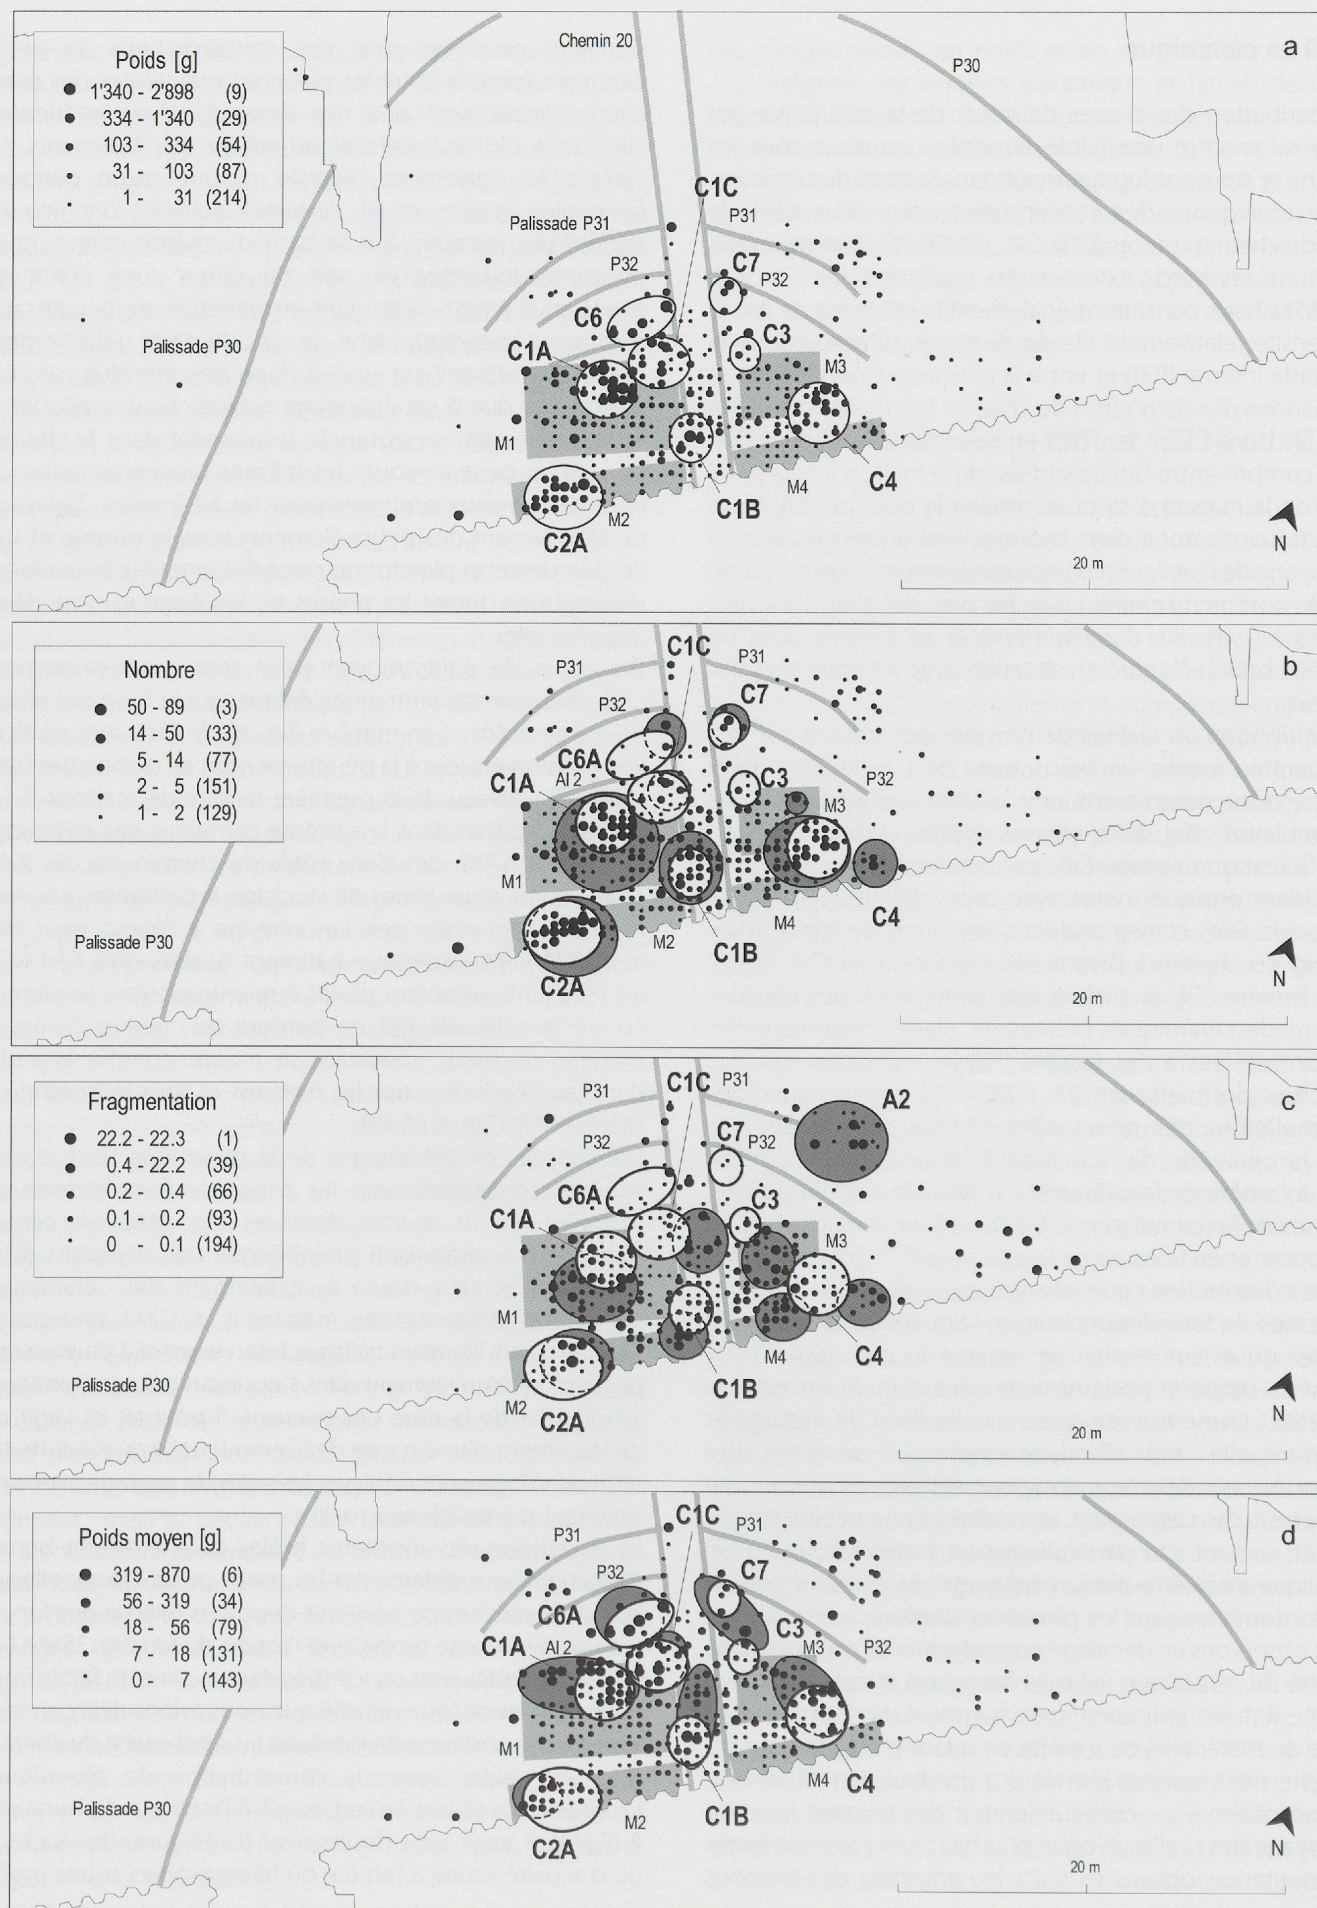 a
Chemin 20
P30
Poids [g]
1'340 - 2'898 (9)
334 - 1'340 (29)
103 - 334 (54)
31 - 103 (87)
1 - 31 (214)
C1C
Palissade P31
P31
P32
C7
P32
C6
C3
Palissade P30
C1A
M3
M1
C4
M4
M2
C1B
C2A
N
20 m
b
Nombre
50 - 89 (3)
14 - 50 (33)
5 - 14 (77)
2 - 5 (151)
1 - 2 (129)
C1C
P31
P31
P32
C7
C6A
Al 2
C3
P32
C1A
M3
M1
C4
M4
M2
Palissade P30
C1B
C2A
N
20 m
c
Fragmentation
22.2 - 22.3 (1)
0.4 - 22.2 (39)
0.2 - 0.4 (66)
0.1 - 0.2 (93)
0 - 0.1 (194)
C1C
P31
P31
A2
P32
C7
P32
C6A
C3
C1A
M3
M1
M4
C4
Palissade P30
C1B
M2
C2A
N
20 m
d
Poids moyen [g]
319 - 870 (6)
56 - 319 (34)
18 - 56 (79)
7 - 18 (131)
0 - 7 (143)
C1C
P31
P31
P32
C7
C6A
C3
C1A
Al 2
M3
P32
M1
M4
C4
Palissade P30
M2
C1B
C2A
N
20 m